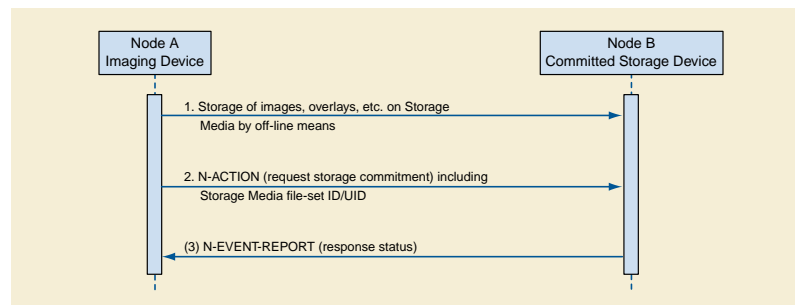 Node A
Imaging Device
Node B
Committed Storage Device
1. Storage of images, overlays, etc. on Storage
Media by off-line means
2. N-ACTION (request storage commitment) including
Storage Media file-set ID/UID
(3) N-EVENT-REPORT (response status)